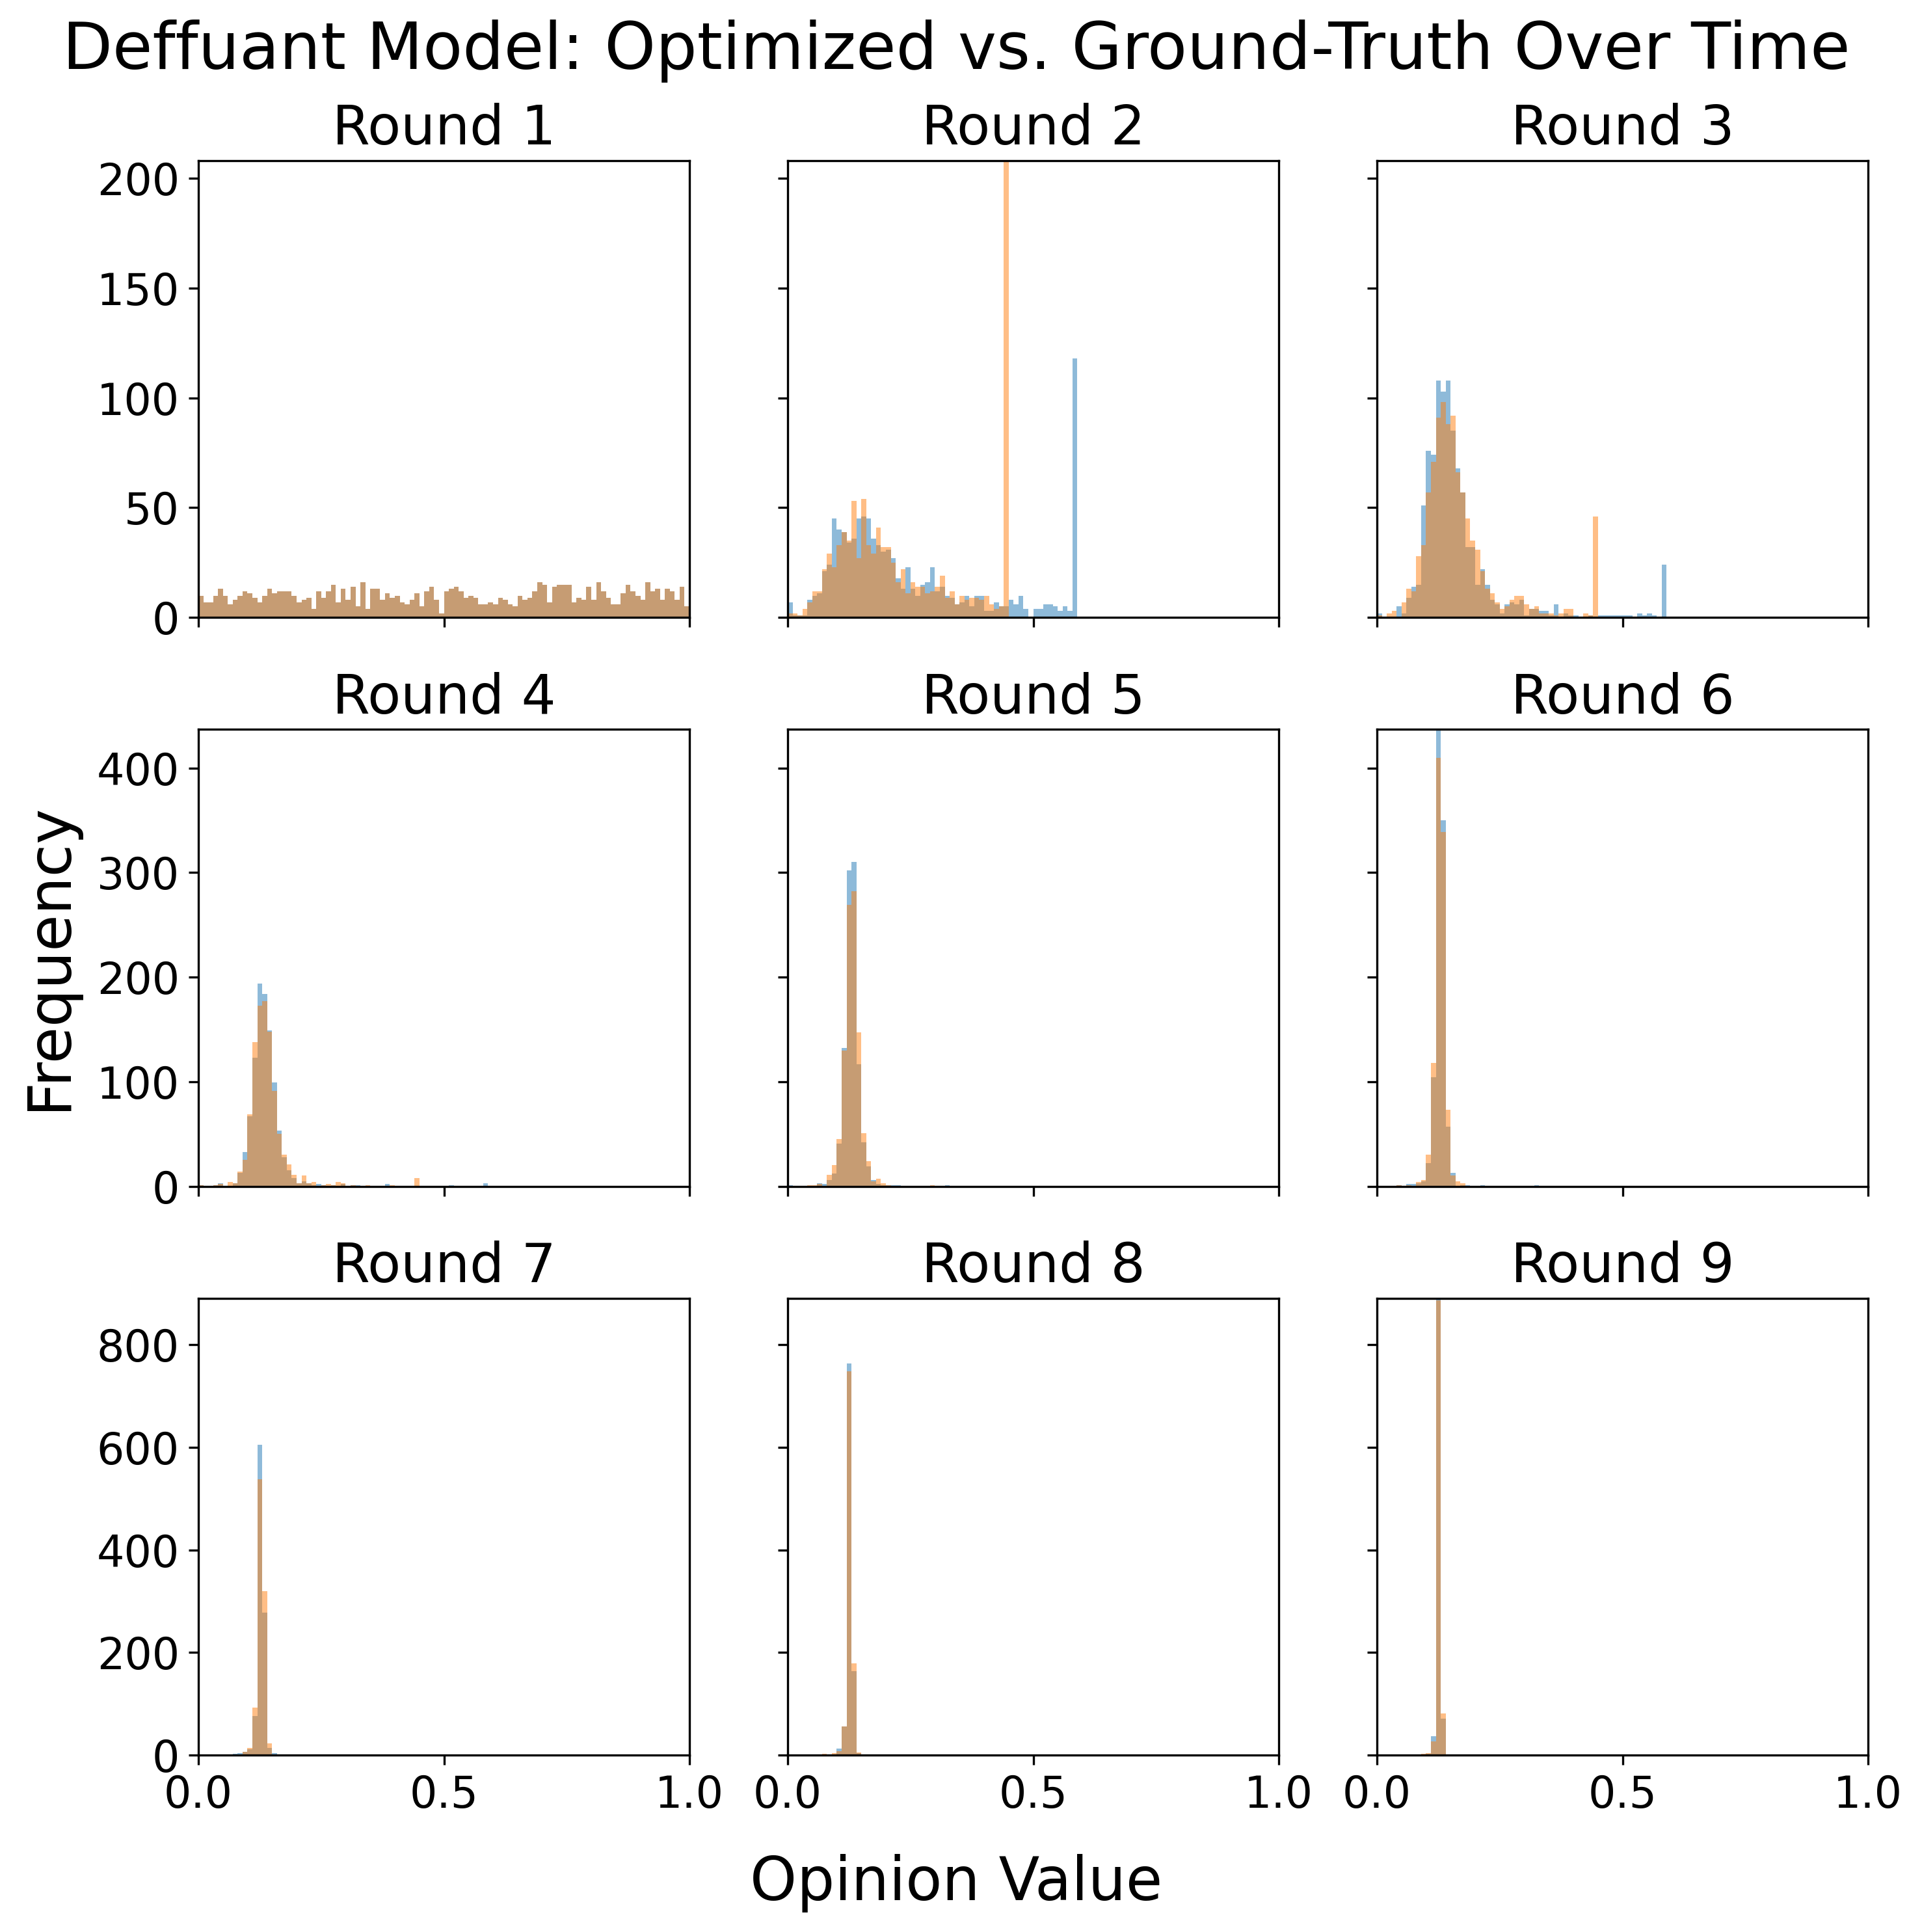 Deffuant Model: Optimized vs. Ground-Truth Over Time
Round 1
Round 2
Round 3
200
150
100
50
0
Round 4
Round 5
Round 6
400
300
200
100
0
Frequency
Round 7
Round 8
Round 9
800
600
400
200
0
0.0 0.5 1.0
0.0 0.5 1.0
0.0 0.5 1.0
Opinion Value